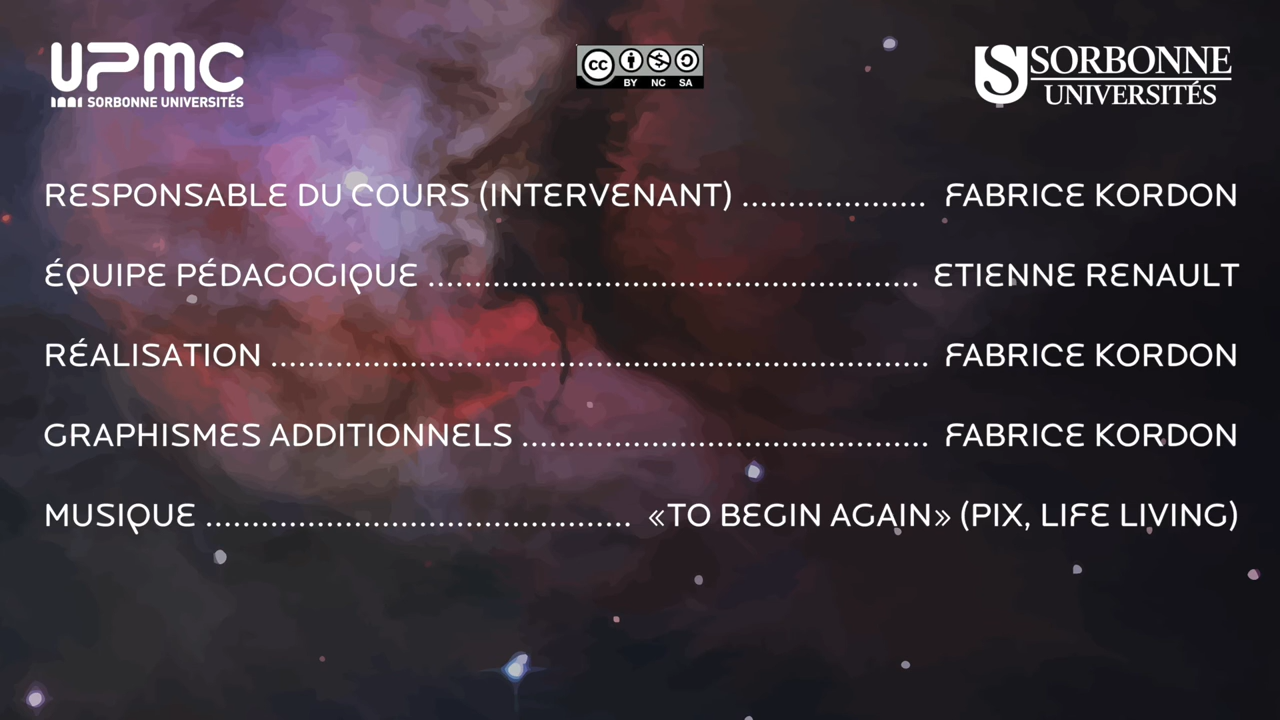 UPMC
SORBONNE UNIVERSITÉS
cc
BY NC SA
SORBONNE
UNIVERSITÉS
RESPONSABLE DU COURS (INTERVENANT) .................... FABRICE KORDON
ÉQUIPE PÉDAGOGIQUE .................................................... ETIENNE RENAULT
RÉALISATION ...................................................................... FABRICE KORDON
GRAPHISMES ADDITIONNELS ........................................... FABRICE KORDON
MUSIQUE ............................................. «TO BEGIN AGAIN» (PIX, LIFE LIVING)